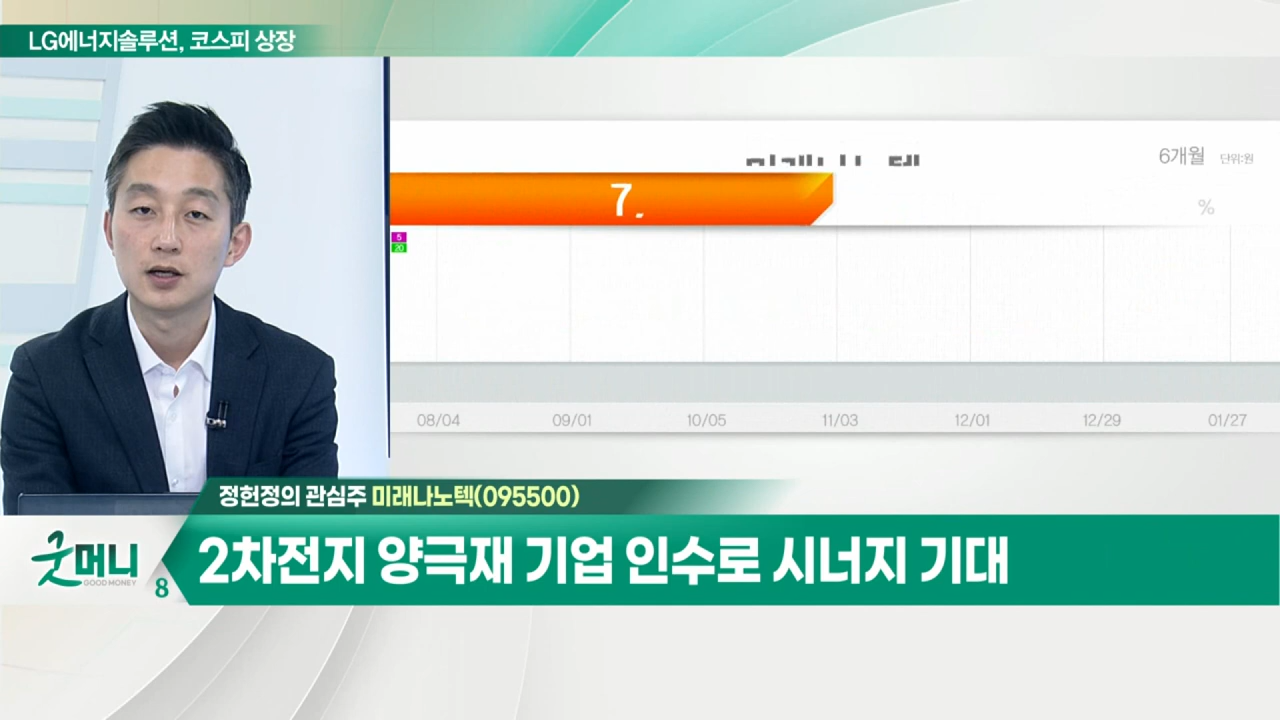 LG에너지솔루션, 코스피 상장
6개월 단위:원
7.
%
5
20
08/04 09/01 10/05 11/03 12/01 12/29 01/27
정헌정의 관심주 미래나노텍(095500)
굿머니
GOOD MONEY
8
2차전지 양극재 기업 인수로 시너지 기대